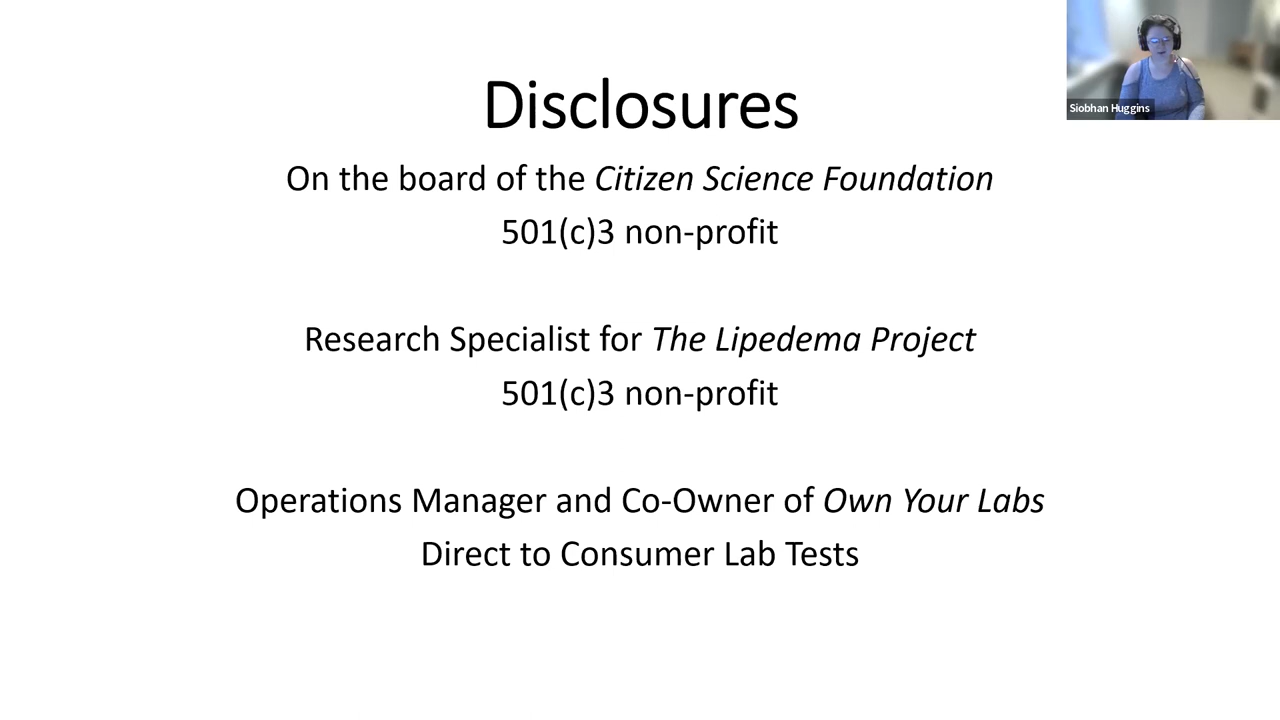 Disclosures
Siobhan Huggins
On the board of the Citizen Science Foundation
501(c)3 non-profit
Research Specialist for The Lipedema Project
501(c)3 non-profit
Operations Manager and Co-Owner of Own Your Labs
Direct to Consumer Lab Tests